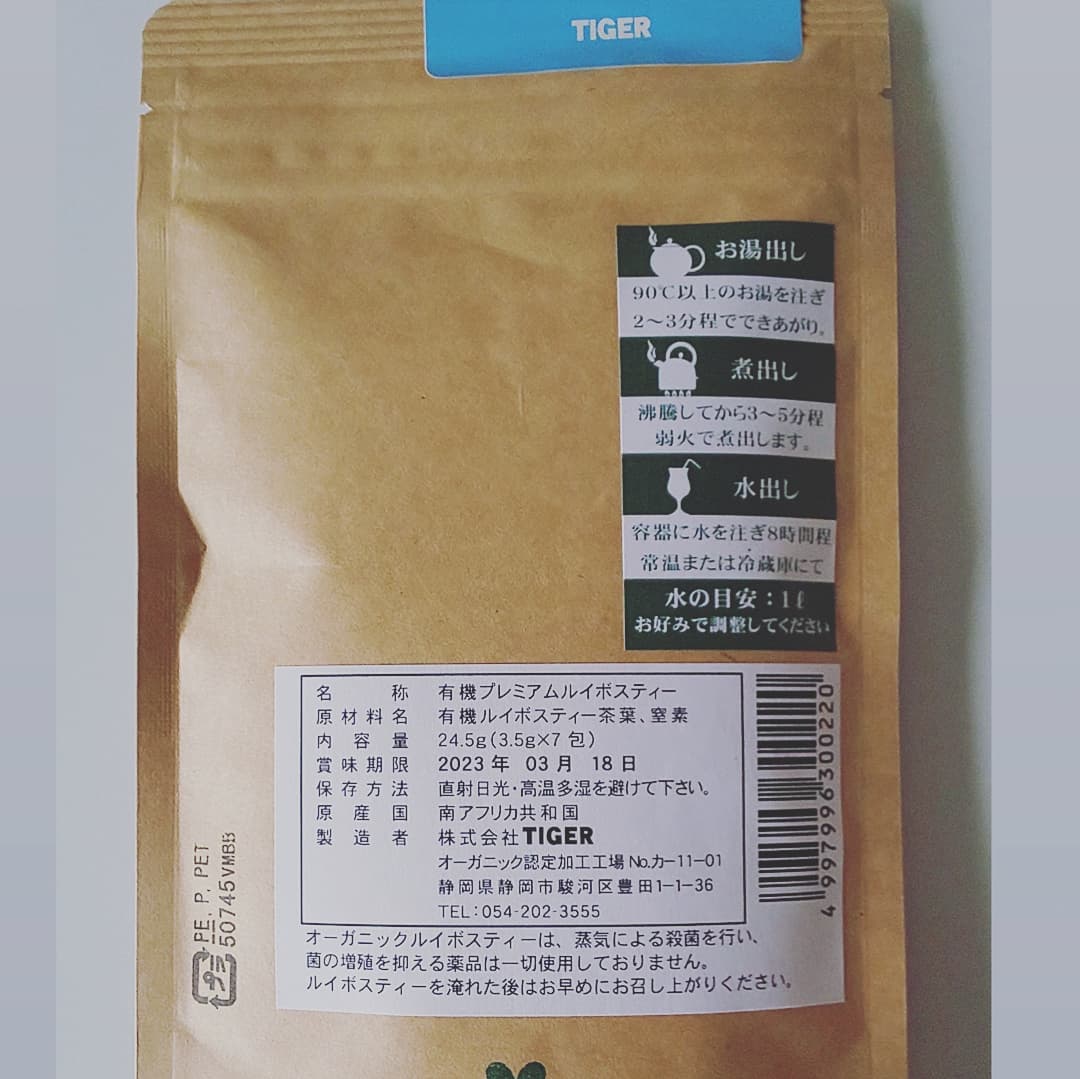 TIGER
お湯出し
90℃以上のお湯を注ぎ
2～3分程でできあがり。
煮出し
沸騰してから3～5分程
弱火で煮出します。
水出し
容器に水を注ぎ8時間程
常温または冷蔵庫にて
水の目安：1ℓ
お好みで調整してください
名称 有機プレミアムルイボスティー
原材料名 有機ルイボスティー茶葉、窒素
内容量 24.5g(3.5g×7包)
賞味期限 2023年 03月 18日
保存方法 直射日光・高温多湿を避けて下さい。
原産国 南アフリカ共和国
製造者 株式会社TIGER
オーガニック認定加工工場No.カ-11-01
静岡県静岡市駿河区豊田1-1-36
TEL:054-202-3555
オーガニックルイボスティーは、蒸気による殺菌を行い、
菌の増殖を抑える薬品は一切使用しておりません。
ルイボスティーを淹れた後はお早めにお召し上がりください。
4997996300220
プラ
PE, P, PET
50745VMBB